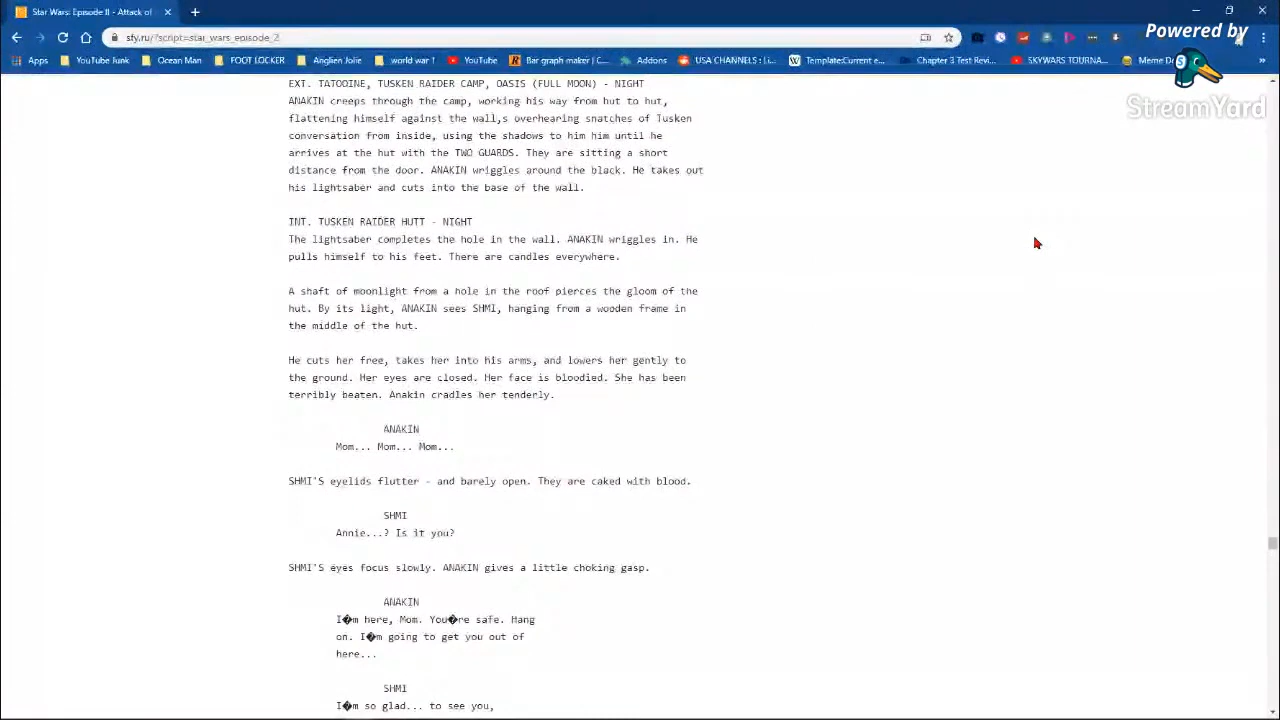 Star Wars: Episode II - Attack of
Powered by
sfy.ru/?script=star_wars_episode_2
Apps
YouTube Junk
Ocean Man
FOOT LOCKER
Anglien Jolie
world war 1
YouTube
Bar graph maker | C...
Addons
USA CHANNELS : Li...
Template:Current e...
Chapter 3 Test Revi...
SKYWARS TOURNA...
Meme De
StreamYard
EXT. TATOOINE, TUSKEN RAIDER CAMP, OASIS (FULL MOON) - NIGHT
ANAKIN creeps through the camp, working his way from hut to hut,
flattening himself against the wall,s overhearing snatches of Tusken
conversation from inside, using the shadows to him him until he
arrives at the hut with the TWO GUARDS. They are sitting a short
distance from the door. ANAKIN wriggles around the black. He takes out
his lightsaber and cuts into the base of the wall.
INT. TUSKEN RAIDER HUTT - NIGHT
The lightsaber completes the hole in the wall. ANAKIN wriggles in. He
pulls himself to his feet. There are candles everywhere.
A shaft of moonlight from a hole in the roof pierces the gloom of the
hut. By its light, ANAKIN sees SHMI, hanging from a wooden frame in
the middle of the hut.
He cuts her free, takes her into his arms, and lowers her gently to
the ground. Her eyes are closed. Her face is bloodied. She has been
terribly beaten. Anakin cradles her tenderly.
ANAKIN
Mom... Mom... Mom...
SHMI'S eyelids flutter - and barely open. They are caked with blood.
SHMI
Annie...? Is it you?
SHMI'S eyes focus slowly. ANAKIN gives a little choking gasp.
ANAKIN
I�m here, Mom. You�re safe. Hang
on. I�m going to get you out of
here...
SHMI
I�m so glad... to see you,